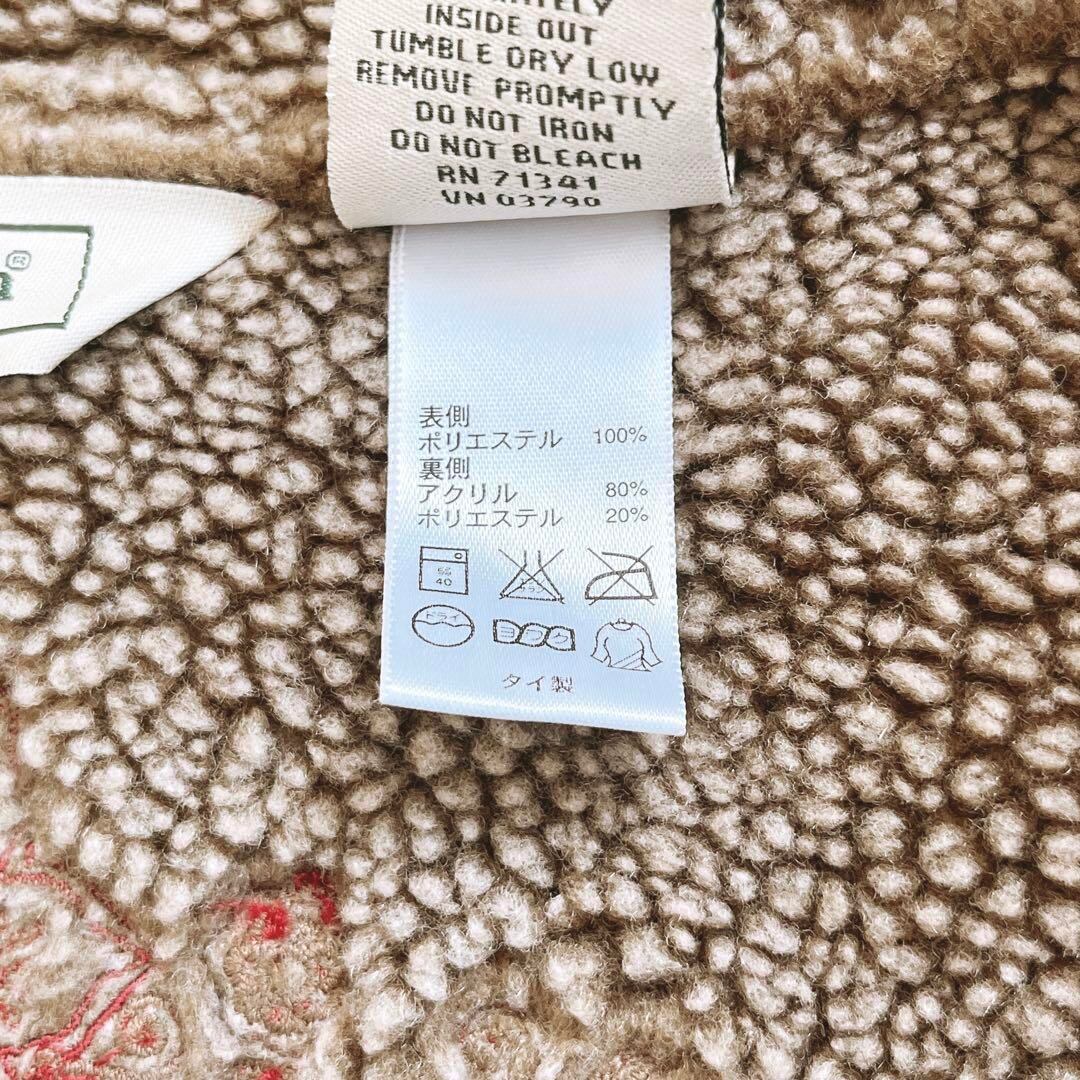 INSIDE OUT
TUMBLE DRY LOW
REMOVE PROMPTLY
DO NOT IRON
DO NOT BLEACH
RN 71341
VN 03790
®
表側
ポリエステル 100%
裏側
アクリル 80%
ポリエステル 20%
40
ドライ
ヨワク
タイ製